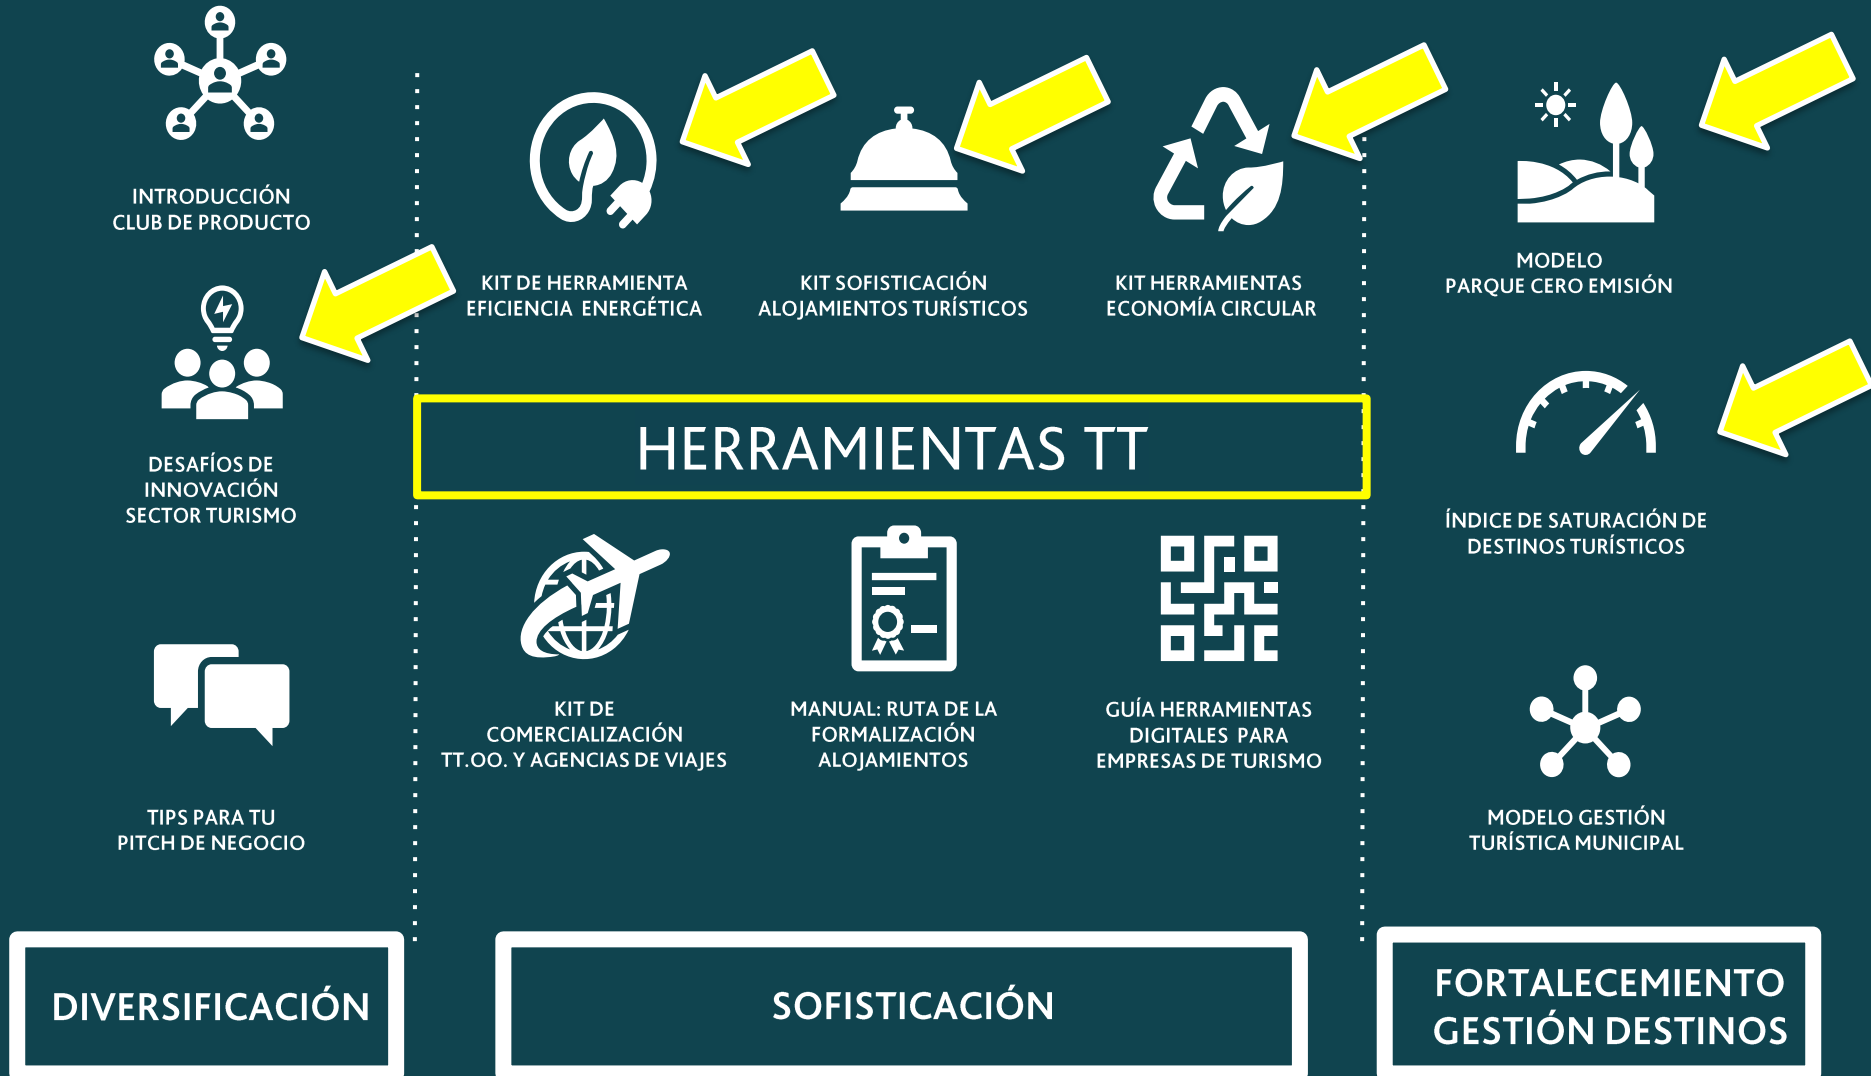 INTRODUCCIÓN
CLUB DE PRODUCTO
DESAFÍOS DE
INNOVACIÓN
SECTOR TURISMO
TIPS PARA TU
PITCH DE NEGOCIO
KIT DE HERRAMIENTA
EFICIENCIA ENERGÉTICA
KIT SOFISTICACIÓN
ALOJAMIENTOS TURÍSTICOS
KIT HERRAMIENTAS
ECONOMÍA CIRCULAR
HERRAMIENTAS TT
KIT DE
COMERCIALIZACIÓN
TT.OO. Y AGENCIAS DE VIAJES
MANUAL: RUTA DE LA
FORMALIZACIÓN
ALOJAMIENTOS
GUÍA HERRAMIENTAS
DIGITALES PARA
EMPRESAS DE TURISMO
MODELO
PARQUE CERO EMISIÓN
ÍNDICE DE SATURACIÓN DE
DESTINOS TURÍSTICOS
MODELO GESTIÓN
TURÍSTICA MUNICIPAL
DIVERSIFICACIÓN
SOFISTICACIÓN
FORTALECEMIENTO
GESTIÓN DESTINOS